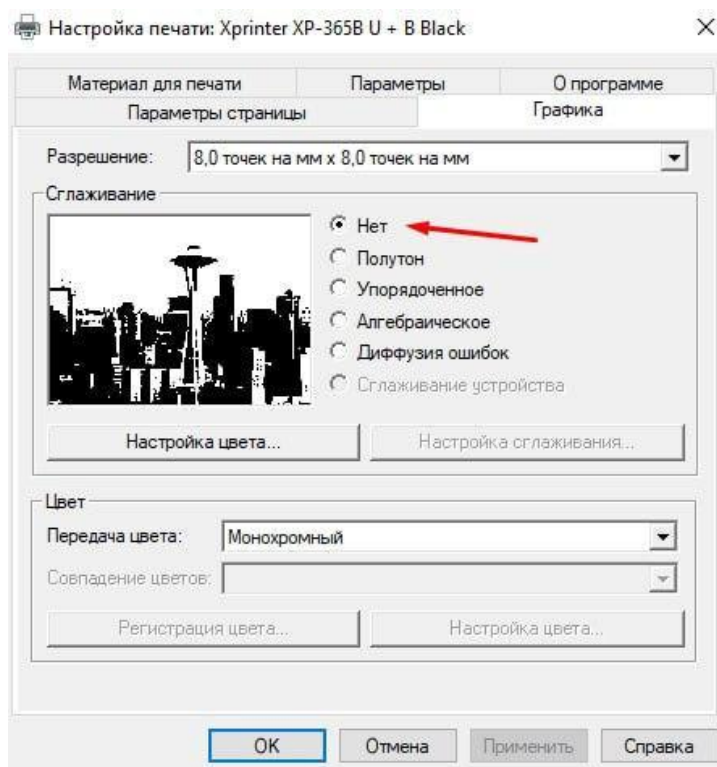 Настройка печати: Xprinter XP-365B U + B Black
Материал для печати
Параметры
О программе
Параметры страницы
Графика
Разрешение: 8,0 точек на мм x 8,0 точек на мм
Сглаживание
Нет
Полутон
Упорядоченное
Алгебраическое
Диффузия ошибок
Сглаживание устройства
Настройка цвета...
Настройка сглаживания...
Цвет
Передача цвета: Монохромный
Совпадение цветов:
Регистрация цвета...
Настройка цвета...
OK
Отмена
Применить
Справка